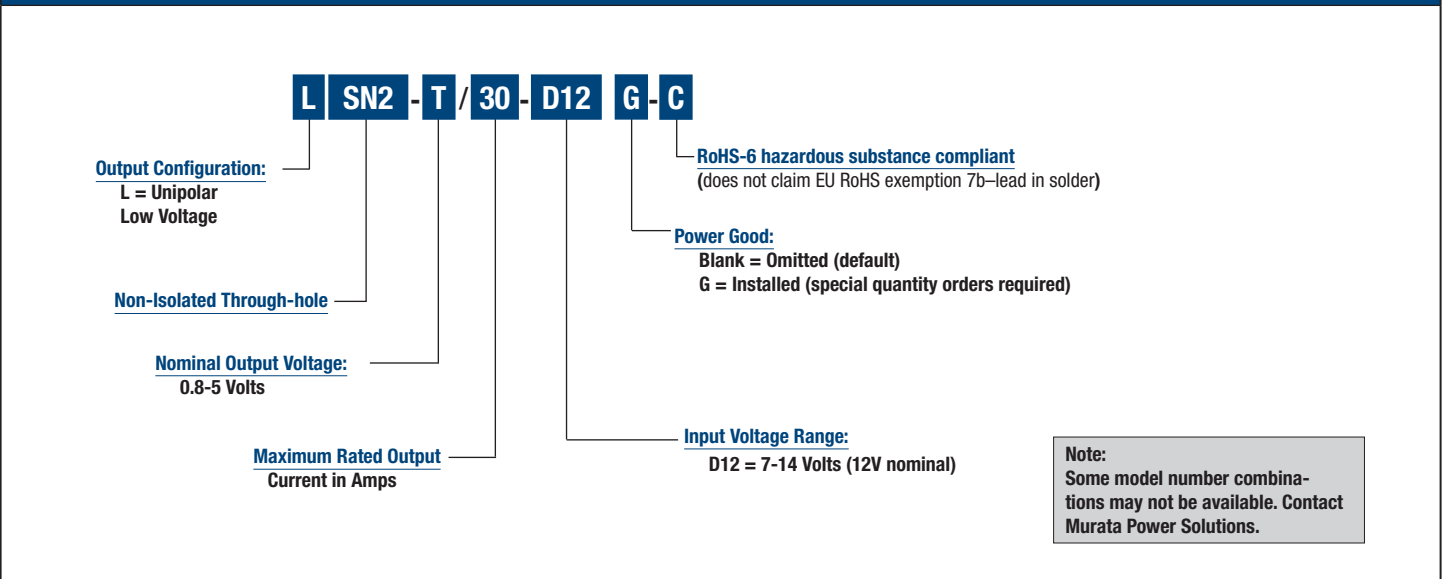 L SN2 - T / 30 - D12 G - C
Output Configuration:
L = Unipolar
Low Voltage
Non-Isolated Through-hole
Nominal Output Voltage:
0.8-5 Volts
Maximum Rated Output
Current in Amps
RoHS-6 hazardous substance compliant
(does not claim EU RoHS exemption 7b–lead in solder)
Power Good:
Blank = Omitted (default)
G = Installed (special quantity orders required)
Input Voltage Range:
D12 = 7-14 Volts (12V nominal)
Note:
Some model number combina-
tions may not be available. Contact
Murata Power Solutions.